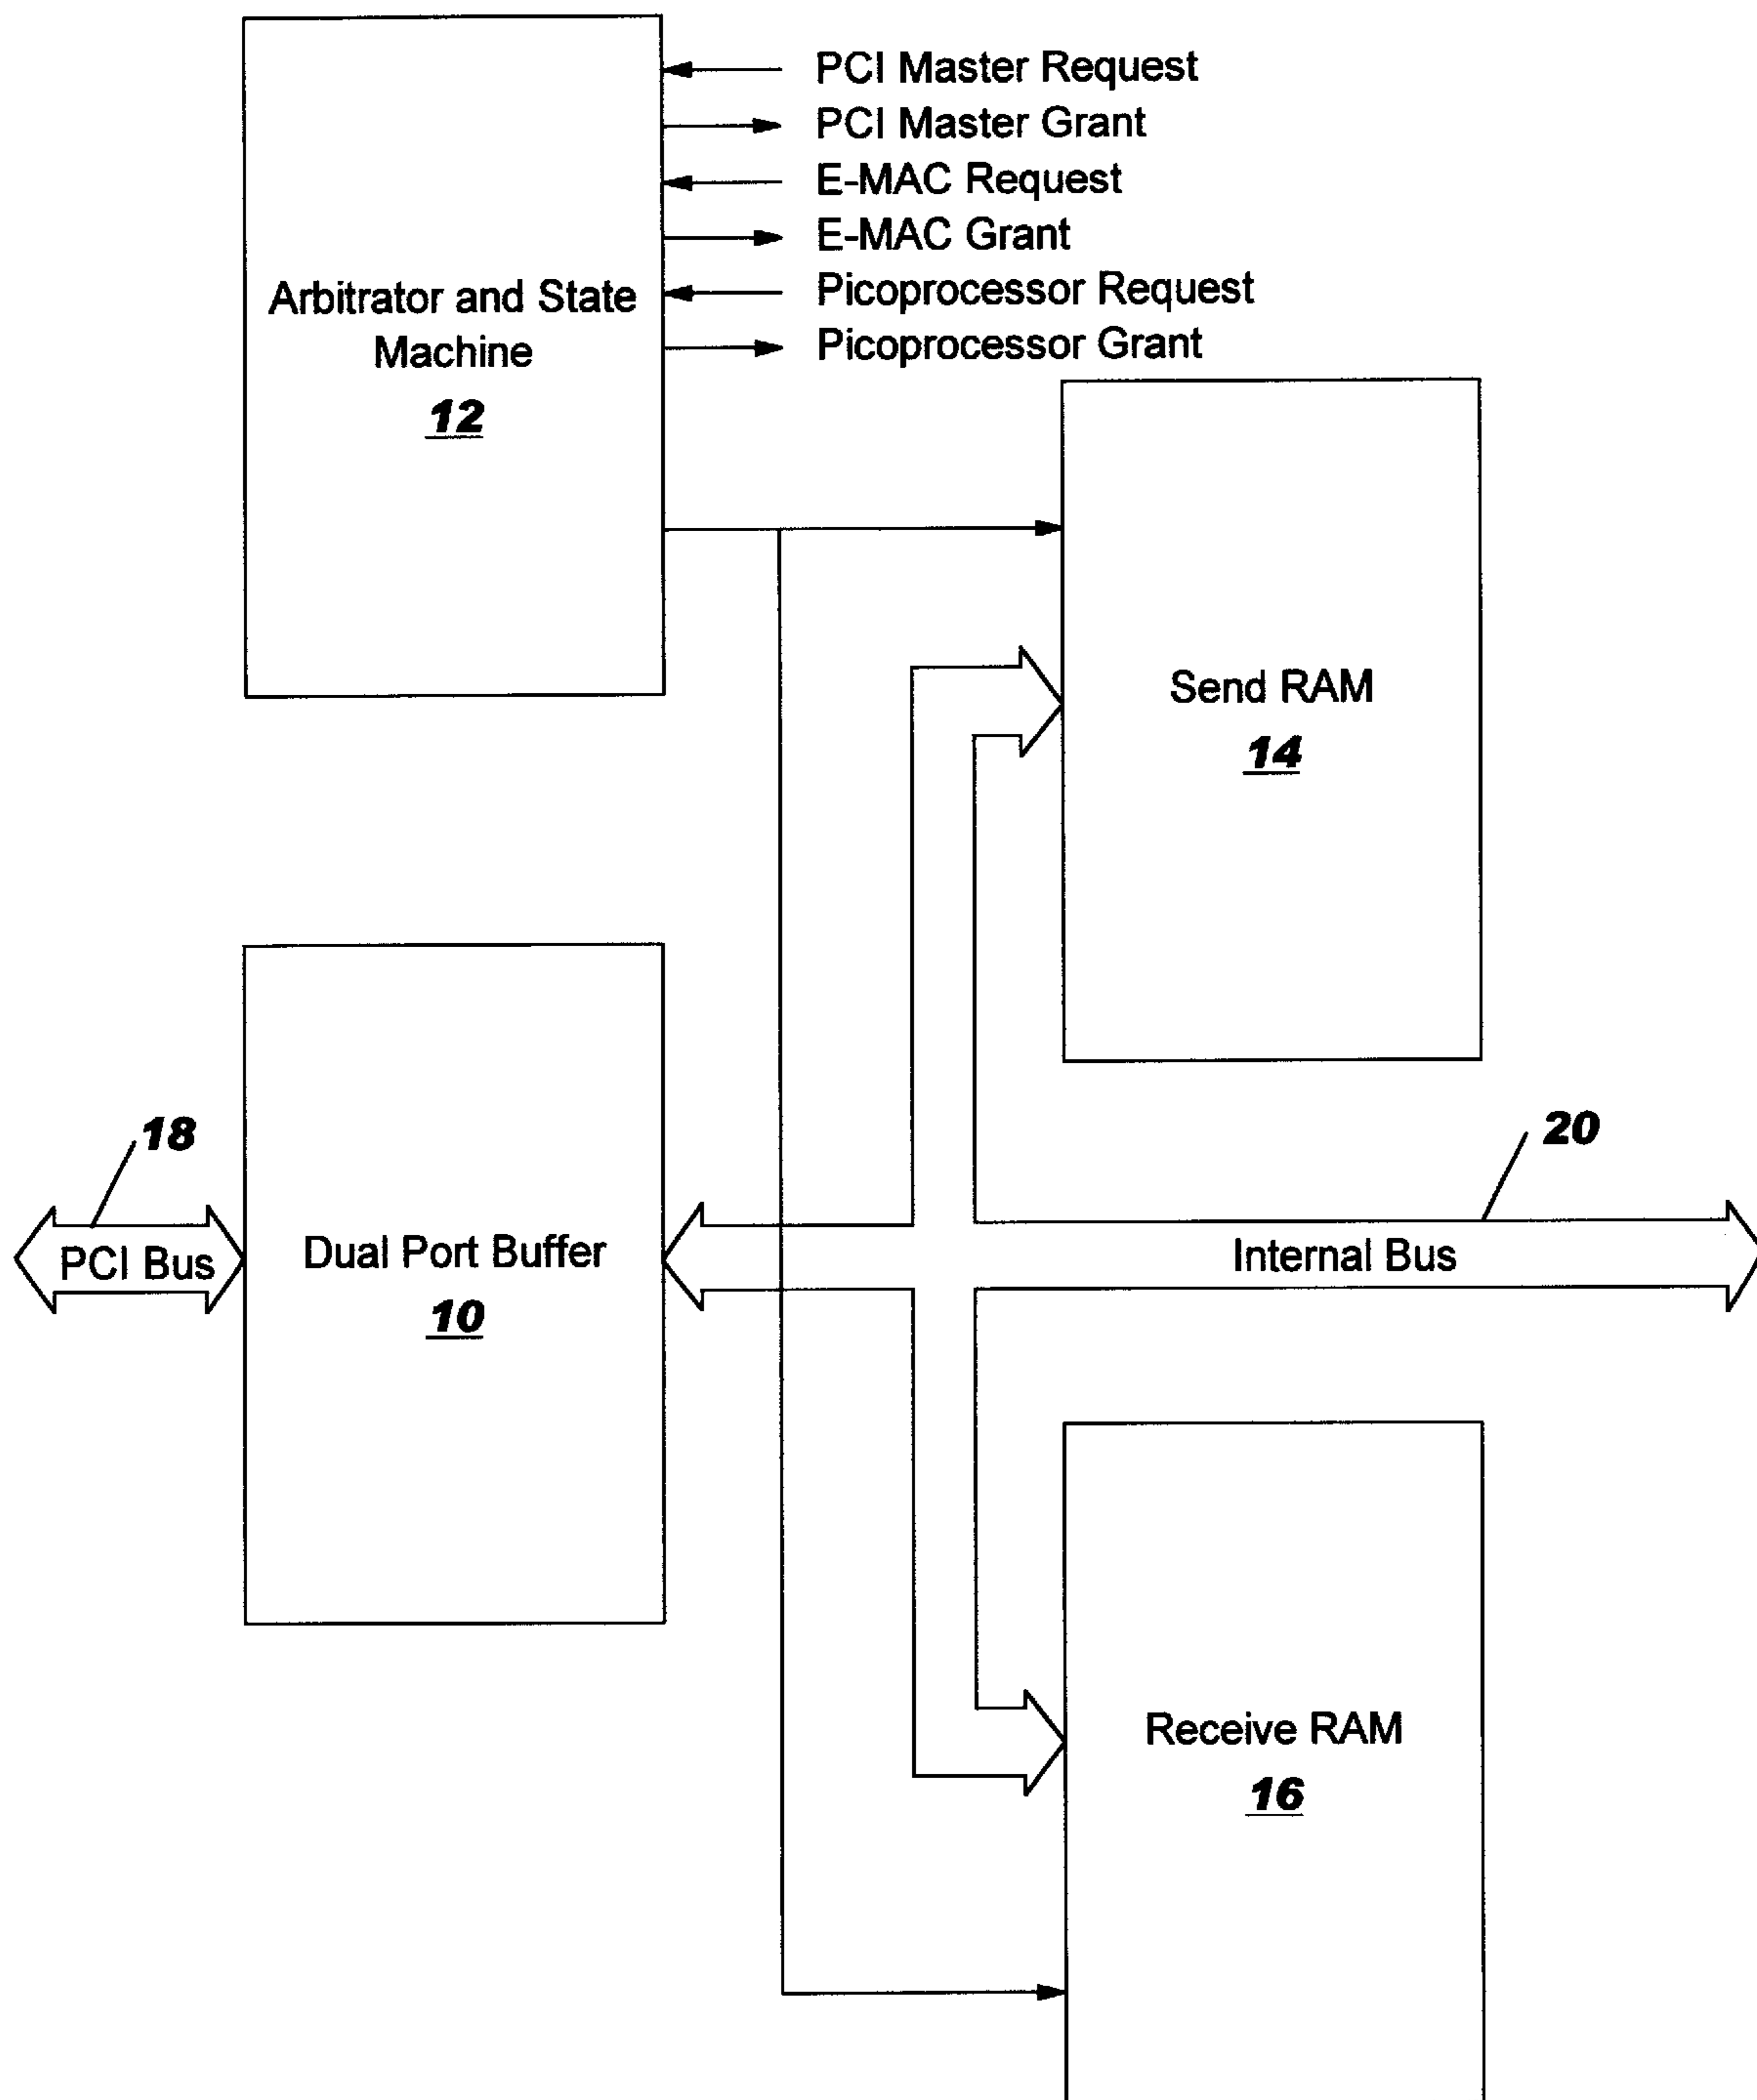 PCI Master Request
PCI Master Grant
E-MAC Request
E-MAC Grant
Picoprocessor Request
Picoprocessor Grant
Arbitrator and State
Machine
12
Send RAM
14
18
PCI Bus
Dual Port Buffer
10
20
Internal Bus
Receive RAM
16